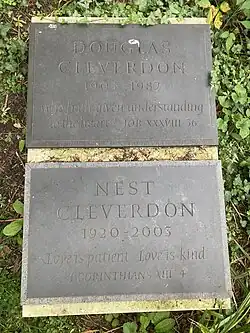 DOUGLAS
CLEVERDON
1903-1987
who hath given understanding
to the heart? JOB XXXVIII 36
NEST
CLEVERDON
1920-2003
Love is patient Love is kind
I CORINTHIANS XIII 4